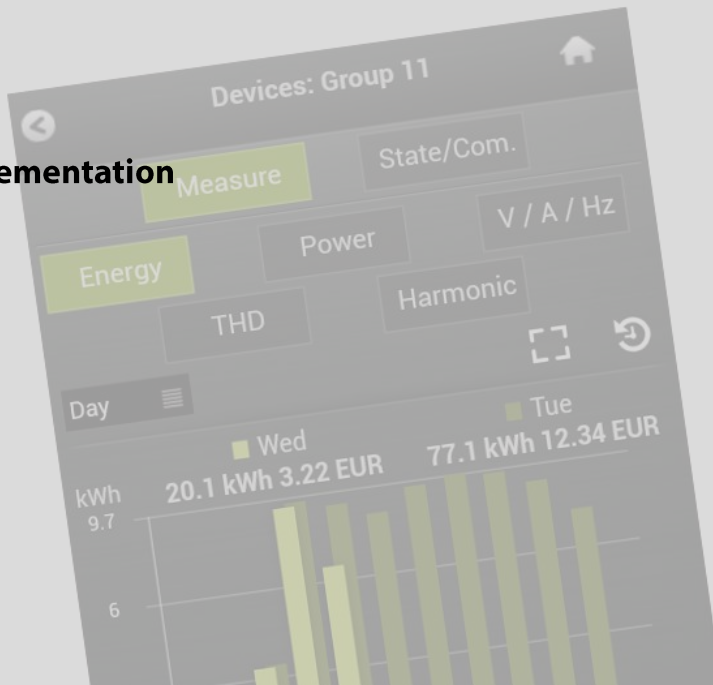 Devices: Group 11
ementation
Measure
State/Com.
Energy
Power
V / A / Hz
THD
Harmonic
Day
Wed
Tue
20.1 kWh 3.22 EUR
77.1 kWh 12.34 EUR
kWh
9.7
6